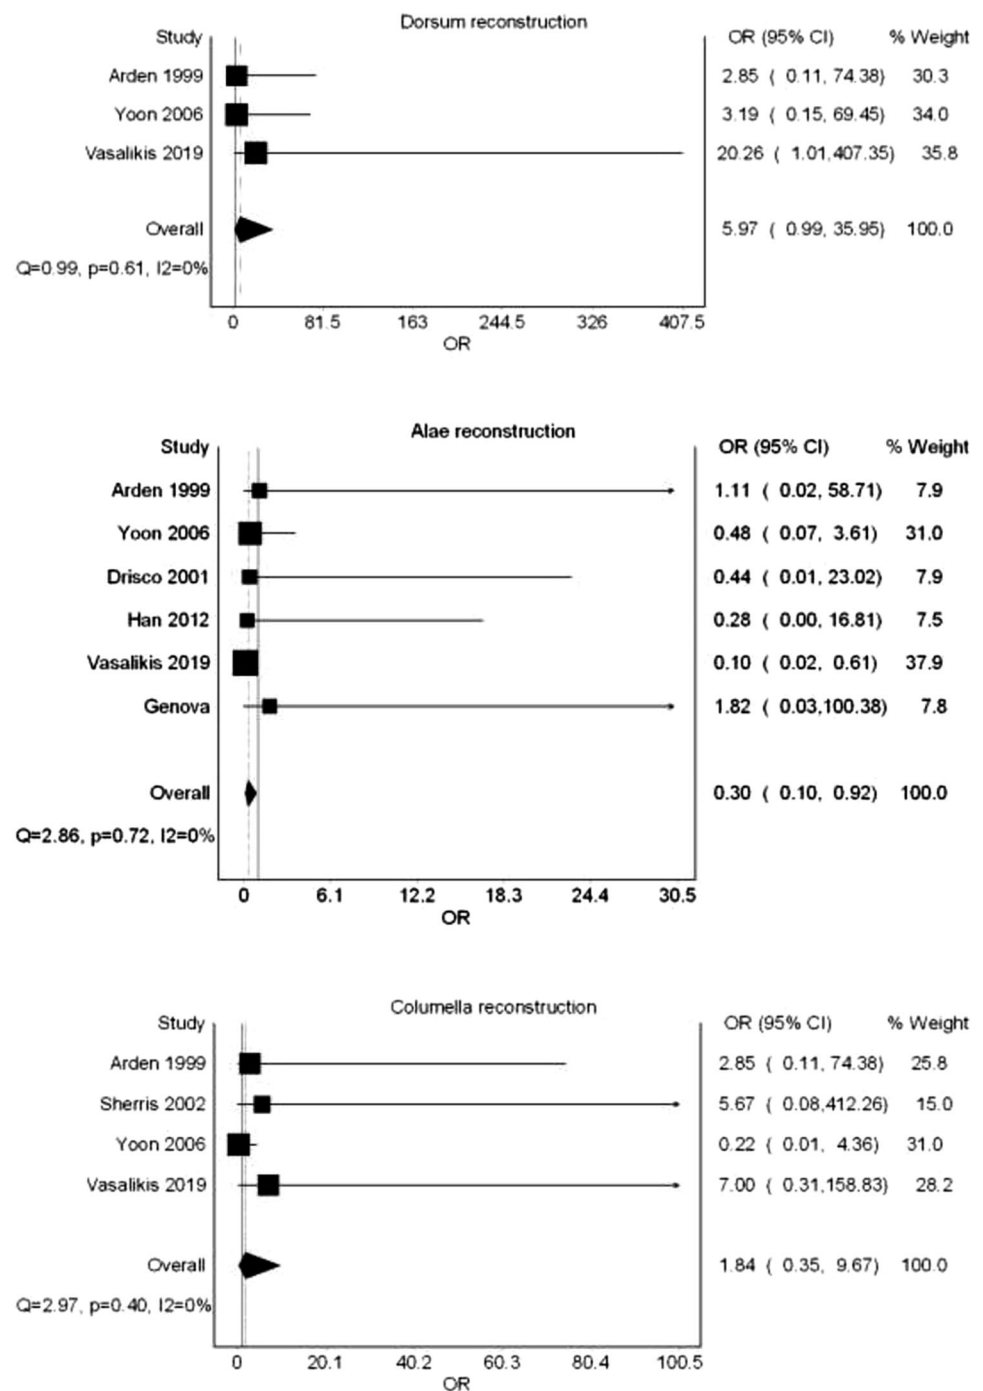 Dorsum reconstruction
Study OR (95% CI) % Weight
Arden 1999 2.85 ( 0.11, 74.38) 30.3
Yoon 2006 3.19 ( 0.15, 69.45) 34.0
Vasalikis 2019 20.26 ( 1.01,407.35) 35.8
Overall 5.97 ( 0.99, 35.95) 100.0
Q=0.99, p=0.61, I2=0%
0 81.5 163 244.5 326 407.5
OR
Alae reconstruction
Study OR (95% CI) % Weight
Arden 1999 1.11 ( 0.02, 58.71) 7.9
Yoon 2006 0.48 ( 0.07, 3.61) 31.0
Drisco 2001 0.44 ( 0.01, 23.02) 7.9
Han 2012 0.28 ( 0.00, 16.81) 7.5
Vasalikis 2019 0.10 ( 0.02, 0.61) 37.9
Genova 1.82 ( 0.03,100.38) 7.8
Overall 0.30 ( 0.10, 0.92) 100.0
Q=2.86, p=0.72, I2=0%
0 6.1 12.2 18.3 24.4 30.5
OR
Columella reconstruction
Study OR (95% CI) % Weight
Arden 1999 2.85 ( 0.11, 74.38) 25.8
Sherris 2002 5.67 ( 0.08,412.26) 15.0
Yoon 2006 0.22 ( 0.01, 4.36) 31.0
Vasalikis 2019 7.00 ( 0.31,158.83) 28.2
Overall 1.84 ( 0.35, 9.67) 100.0
Q=2.97, p=0.40, I2=0%
0 20.1 40.2 60.3 80.4 100.5
OR